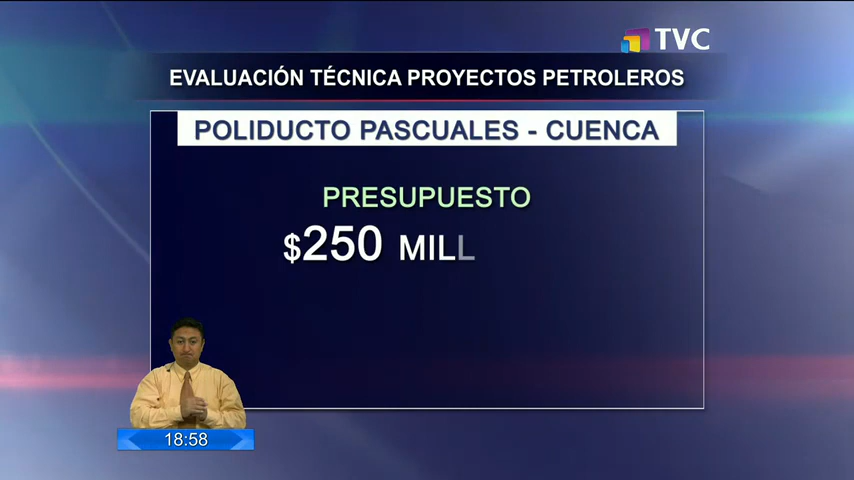 TVC
EVALUACIÓN TÉCNICA PROYECTOS PETROLEROS
POLIDUCTO PASCUALES - CUENCA
PRESUPUESTO
$250 MILL
18:58